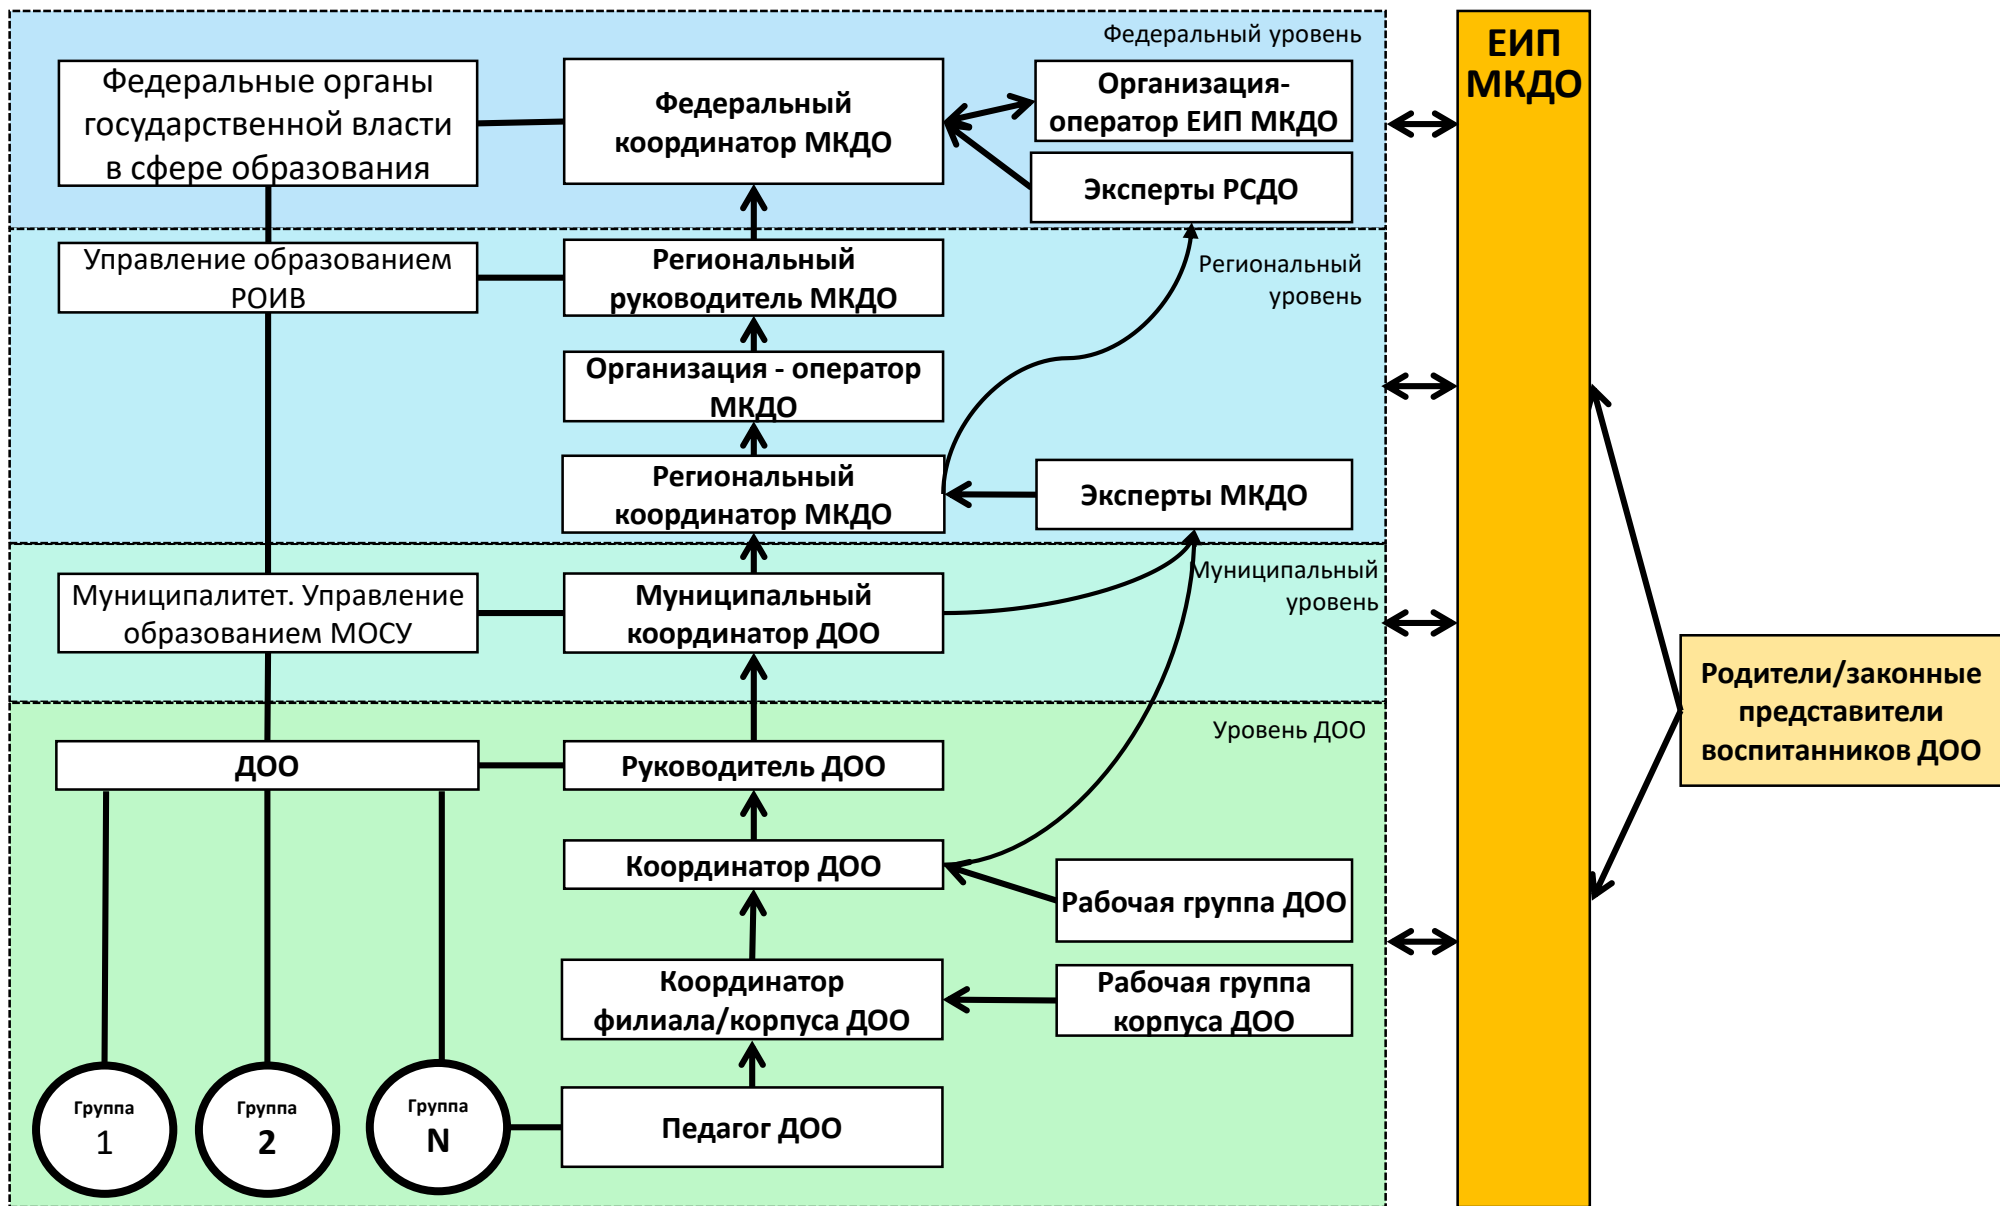 Федеральный уровень
Федеральные органы
государственной власти
в сфере образования
Федеральный
координатор МКДО
Организация-
оператор ЕИП МКДО
Эксперты РСДО
ЕИП
МКДО
Управление образованием
РОИВ
Региональный
руководитель МКДО
Региональный
уровень
Организация - оператор
МКДО
Региональный
координатор МКДО
Эксперты МКДО
Муниципалитет. Управление
образованием МОСУ
Муниципальный
координатор ДОО
Муниципальный
уровень
Родители/законные
представители
воспитанников ДОО
Уровень ДОО
ДОО
Руководитель ДОО
Координатор ДОО
Рабочая группа ДОО
Координатор
филиала/корпуса ДОО
Рабочая группа
корпуса ДОО
Группа
1
Группа
2
Группа
N
Педагог ДОО